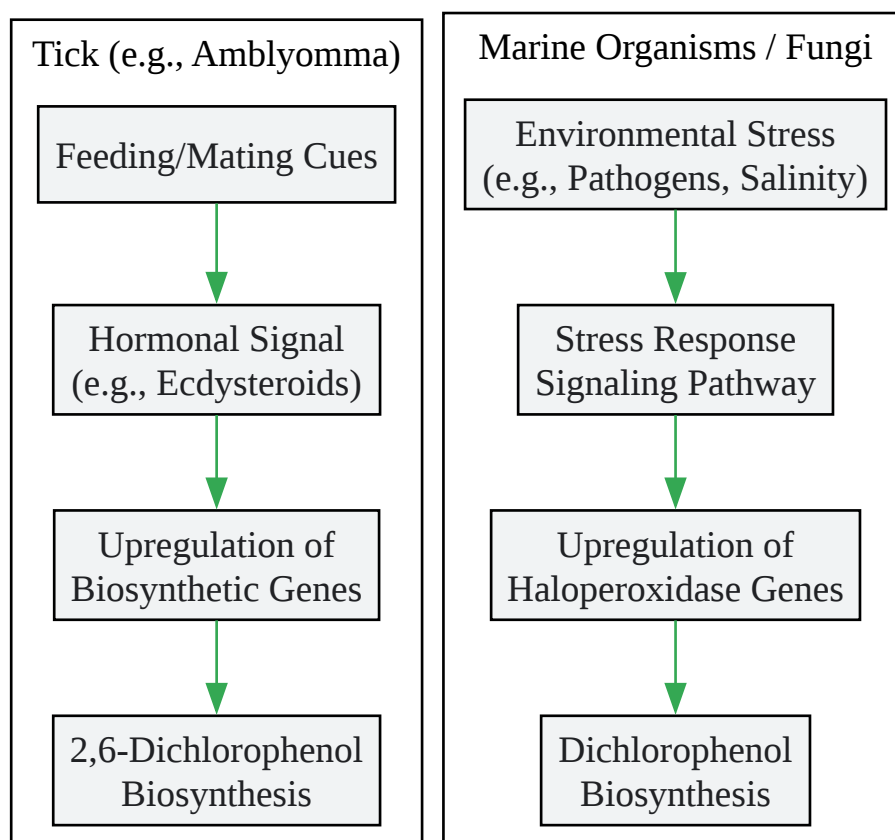 Tick (e.g., Amblyomma)
Feeding/Mating Cues
Hormonal Signal
(e.g., Ecdysteroids)
Upregulation of
Biosynthetic Genes
2,6-Dichlorophenol
Biosynthesis
Marine Organisms / Fungi
Environmental Stress
(e.g., Pathogens, Salinity)
Stress Response
Signaling Pathway
Upregulation of
Haloperoxidase Genes
Dichlorophenol
Biosynthesis